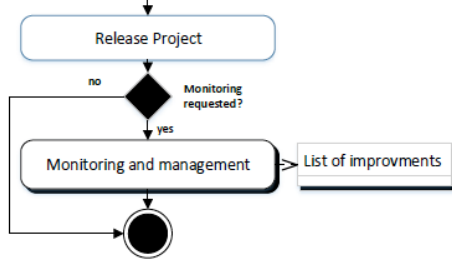 Release Project
no
Monitoring
requested?
yes
Monitoring and management
List of improvments